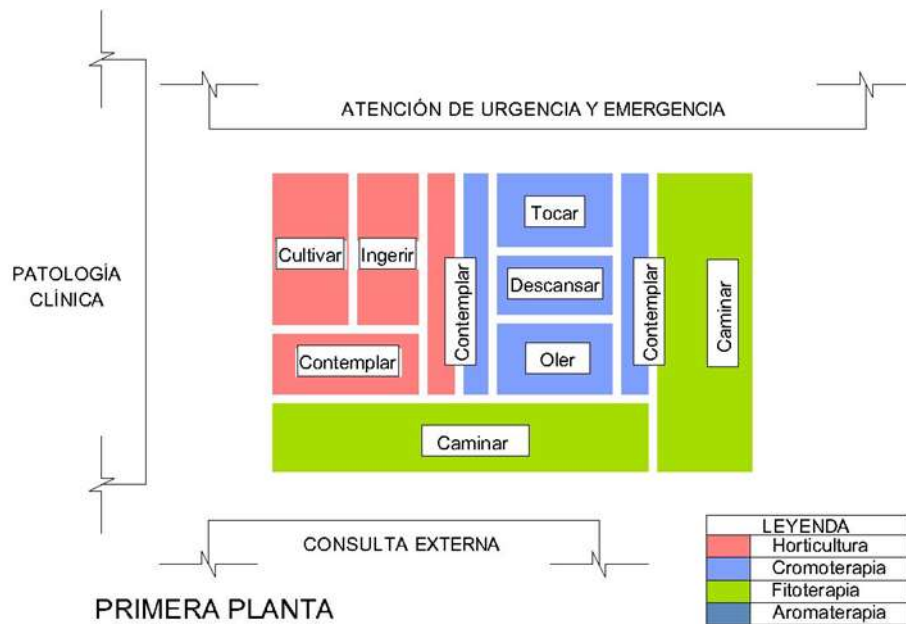 ATENCIÓN DE URGENCIA Y EMERGENCIA
PATOLOGÍA
CLÍNICA
Cultivar
Ingerir
Contemplar
Contemplar
Tocar
Descansar
Oler
Contemplar
Caminar
Caminar
CONSULTA EXTERNA
PRIMERA PLANTA
LEYENDA
Horticultura
Cromoterapia
Fitoterapia
Aromaterapia